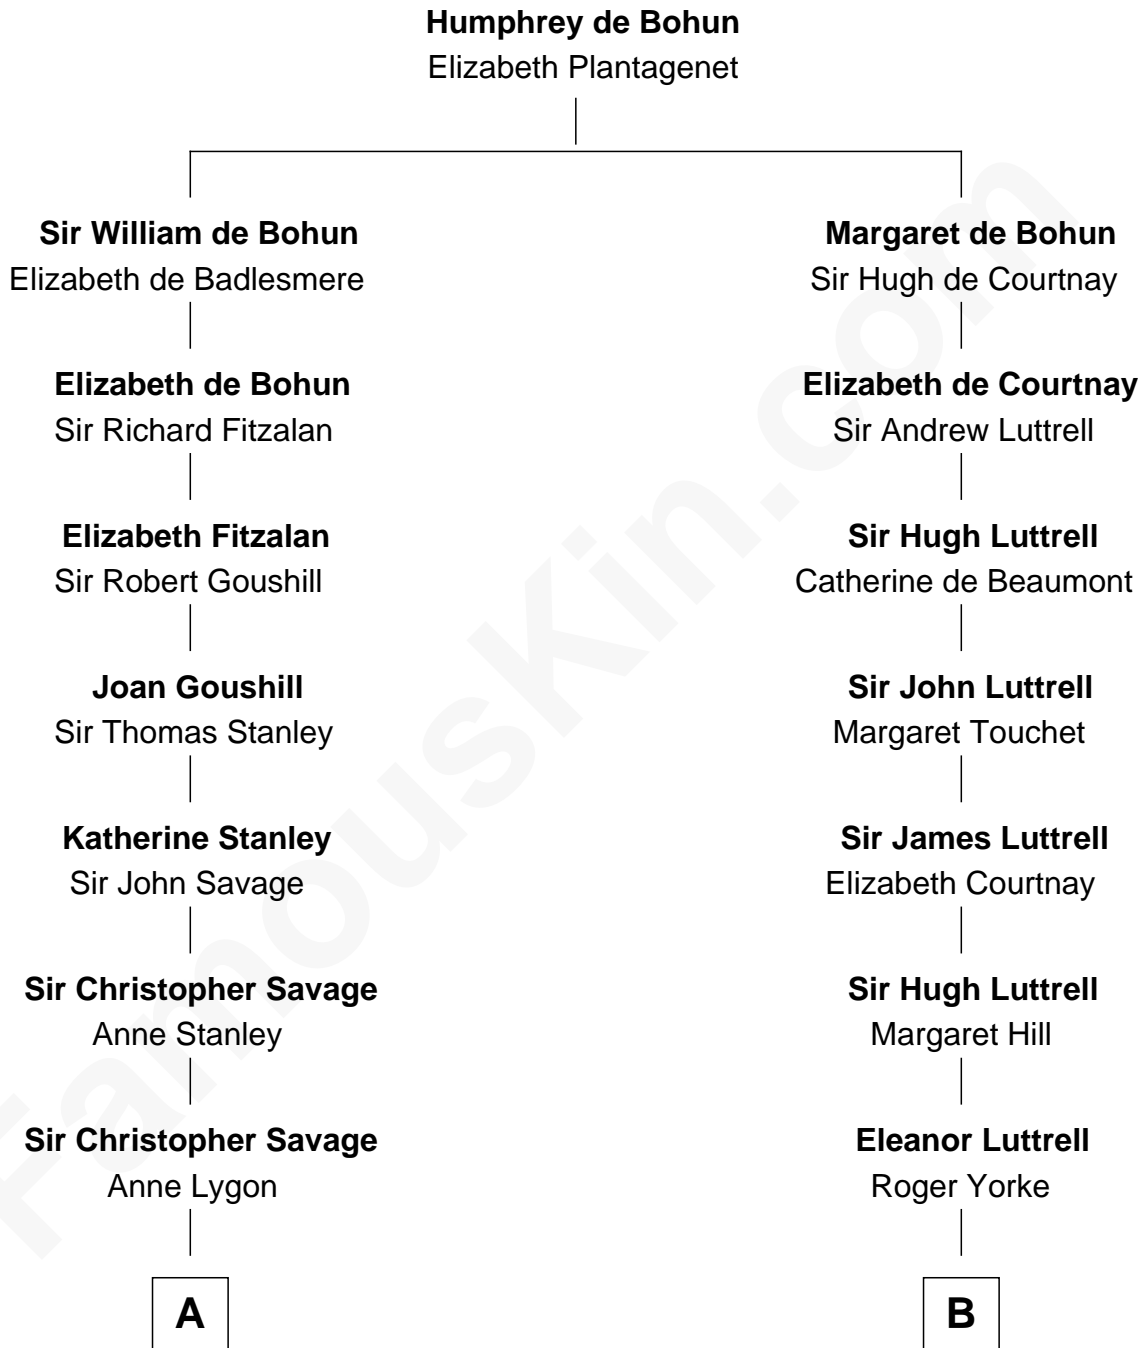 Humphrey de Bohun
Elizabeth Plantagenet
Sir William de Bohun
Elizabeth de Badlesmere
Elizabeth de Bohun
Sir Richard Fitzalan
Elizabeth Fitzalan
Sir Robert Goushill
Joan Goushill
Sir Thomas Stanley
Katherine Stanley
Sir John Savage
Sir Christopher Savage
Anne Stanley
Sir Christopher Savage
Anne Lygon
A
Margaret de Bohun
Sir Hugh de Courtnay
Elizabeth de Courtnay
Sir Andrew Luttrell
Sir Hugh Luttrell
Catherine de Beaumont
Sir John Luttrell
Margaret Touchet
Sir James Luttrell
Elizabeth Courtnay
Sir Hugh Luttrell
Margaret Hill
Eleanor Luttrell
Roger Yorke
B
FamousKin.com